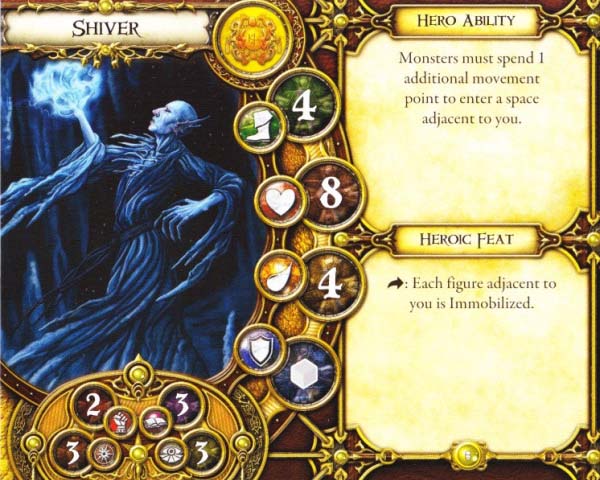 SHIVER
4
8
4
2
3
3
3
HERO ABILITY
Monsters must spend 1
additional movement
point to enter a space
adjacent to you.
HEROIC FEAT
: Each figure adjacent to
you is Immobilized.